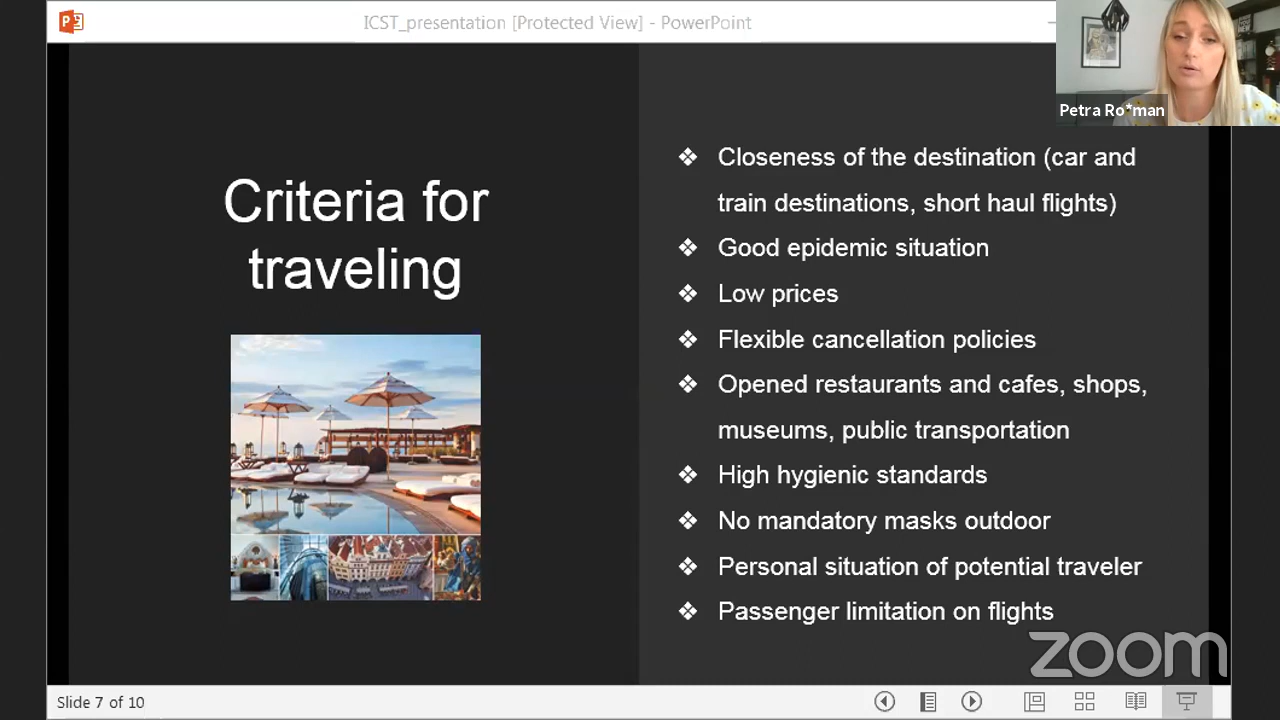 ICST_presentation [Protected View] - PowerPoint
Petra Ro*man
Criteria for
traveling
❖ Closeness of the destination (car and
train destinations, short haul flights)
❖ Good epidemic situation
❖ Low prices
❖ Flexible cancellation policies
❖ Opened restaurants and cafes, shops,
museums, public transportation
❖ High hygienic standards
❖ No mandatory masks outdoor
❖ Personal situation of potential traveler
❖ Passenger limitation on flights
zoom
Slide 7 of 10